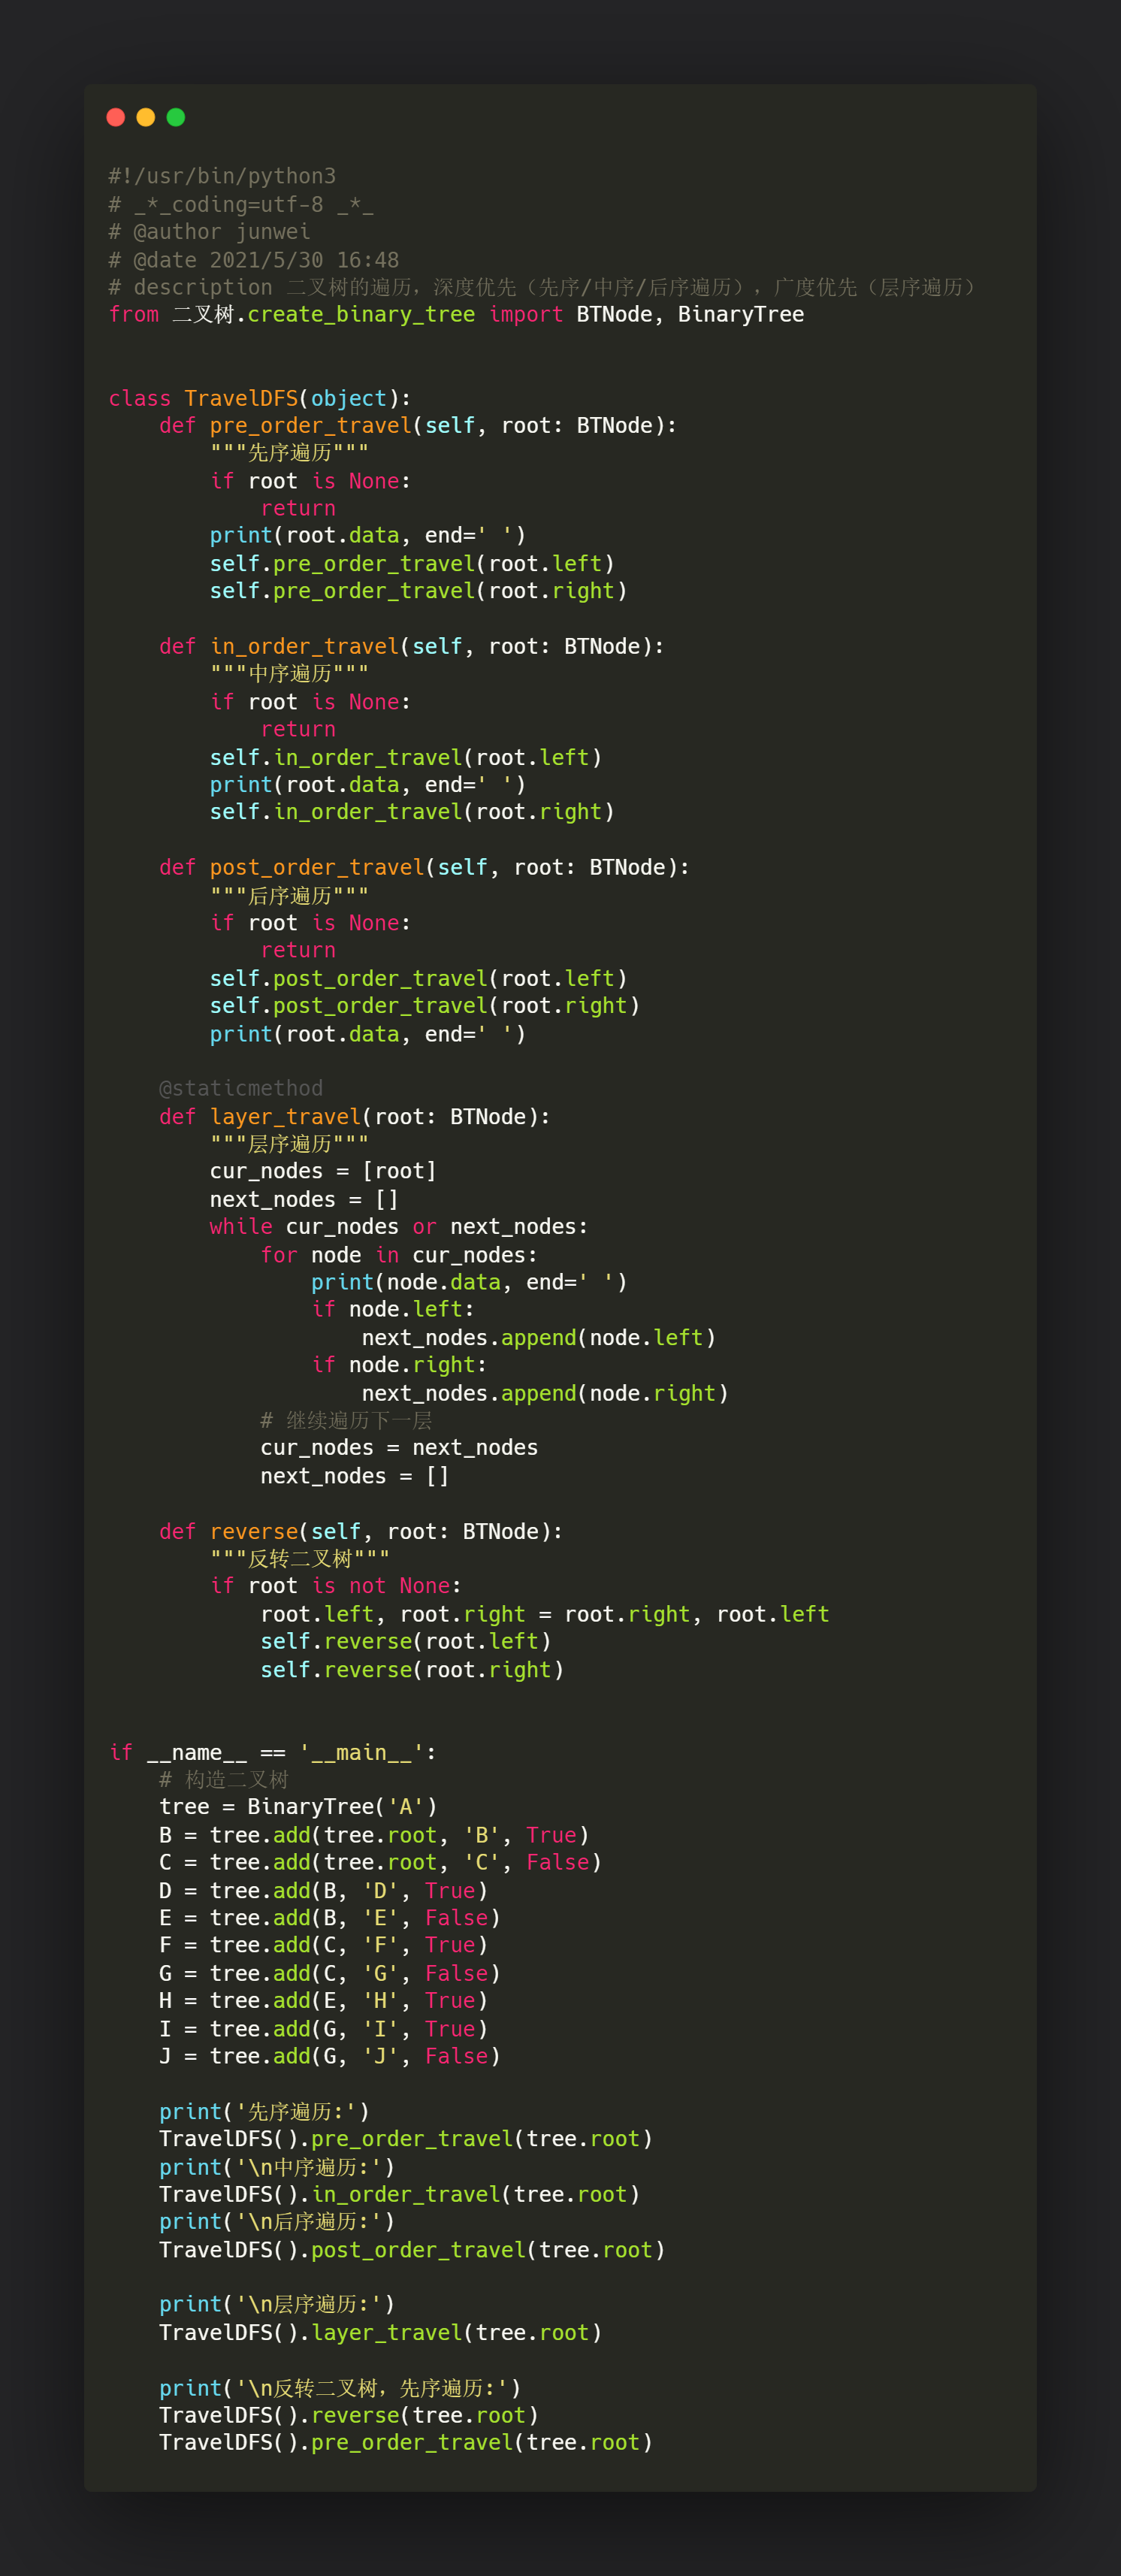 #!/usr/bin/python3
# _*_coding=utf-8 _*_
# @author junwei
# @date 2021/5/30 16:48
# description 二叉树的遍历，深度优先（先序/中序/后序遍历），广度优先（层序遍历）
from 二叉树.create_binary_tree import BTNode, BinaryTree


class TravelDFS(object):
    def pre_order_travel(self, root: BTNode):
        """先序遍历"""
        if root is None:
            return
        print(root.data, end=' ')
        self.pre_order_travel(root.left)
        self.pre_order_travel(root.right)

    def in_order_travel(self, root: BTNode):
        """中序遍历"""
        if root is None:
            return
        self.in_order_travel(root.left)
        print(root.data, end=' ')
        self.in_order_travel(root.right)

    def post_order_travel(self, root: BTNode):
        """后序遍历"""
        if root is None:
            return
        self.post_order_travel(root.left)
        self.post_order_travel(root.right)
        print(root.data, end=' ')

    @staticmethod
    def layer_travel(root: BTNode):
        """层序遍历"""
        cur_nodes = [root]
        next_nodes = []
        while cur_nodes or next_nodes:
            for node in cur_nodes:
                print(node.data, end=' ')
                if node.left:
                    next_nodes.append(node.left)
                if node.right:
                    next_nodes.append(node.right)
            # 继续遍历下一层
            cur_nodes = next_nodes
            next_nodes = []

    def reverse(self, root: BTNode):
        """反转二叉树"""
        if root is not None:
            root.left, root.right = root.right, root.left
            self.reverse(root.left)
            self.reverse(root.right)


if __name__ == '__main__':
    # 构造二叉树
    tree = BinaryTree('A')
    B = tree.add(tree.root, 'B', True)
    C = tree.add(tree.root, 'C', False)
    D = tree.add(B, 'D', True)
    E = tree.add(B, 'E', False)
    F = tree.add(C, 'F', True)
    G = tree.add(C, 'G', False)
    H = tree.add(E, 'H', True)
    I = tree.add(G, 'I', True)
    J = tree.add(G, 'J', False)

    print('先序遍历:')
    TravelDFS().pre_order_travel(tree.root)
    print('\n中序遍历:')
    TravelDFS().in_order_travel(tree.root)
    print('\n后序遍历:')
    TravelDFS().post_order_travel(tree.root)

    print('\n层序遍历:')
    TravelDFS().layer_travel(tree.root)

    print('\n反转二叉树，先序遍历:')
    TravelDFS().reverse(tree.root)
    TravelDFS().pre_order_travel(tree.root)